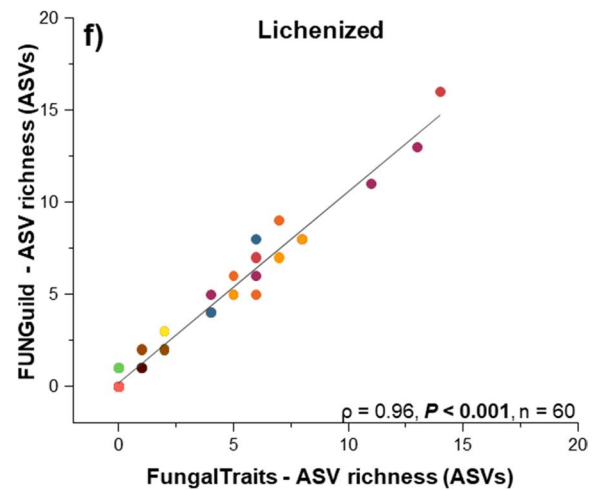 f)
Lichenized
20
15
10
5
0
FUNGuild - ASV richness (ASVs)
ρ = 0.96, P < 0.001, n = 60
0 5 10 15 20
FungalTraits - ASV richness (ASVs)